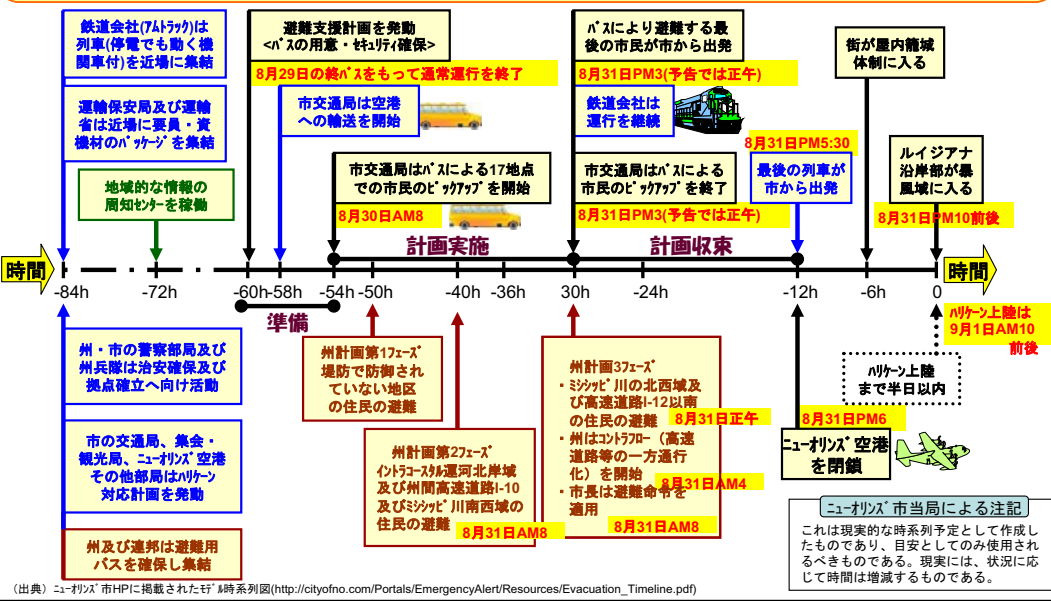 鉄道会社(ｱﾑﾄﾗｯｸ)は
列車(停電でも動く機
関車付)を近場に集結
運輸保安局及び運輸
省は近場に要員・資
機材のﾊﾟｯｹｰｼﾞを集結
地域的な情報の
周知ｾﾝﾀｰを稼働
避難支援計画を発動
<ﾊﾞｽの用意・ｾｷｭﾘﾃｨ確保>
8月29日の終ﾊﾞｽをもって通常運行を終了
市交通局は空港
への輸送を開始
市交通局はﾊﾞｽによる17地点
での市民のﾋﾟｯｸｱｯﾌﾟを開始
8月30日AM8
ﾊﾞｽにより避難する最
後の市民が市から出発
8月31日PM3(予告では正午)
鉄道会社は
運行を継続
市交通局はﾊﾞｽによる
市民のﾋﾟｯｸｱｯﾌﾟを終了
8月31日PM3(予告では正午)
8月31日PM5:30
最後の列車が
市から出発
街が屋内籠城
体制に入る
ルイジアナ
沿岸部が暴
風域に入る
8月31日PM10前後
計画実施
計画収束
時間
時間
-84h
-72h
-60h
-58h
-54h
-50h
-40h
-36h
30h
-24h
-12h
-6h
0
準備
州・市の警察部局及び
州兵隊は治安確保及び
拠点確立へ向け活動
市の交通局、集会・
観光局、ﾆｭｰｵﾘﾝｽﾞ空港
その他部局はﾊﾘｹｰﾝ
対応計画を発動
州及び連邦は避難用
バスを確保し集結
州計画第1ﾌｪｰｽﾞ
堤防で防御され
ていない地区
の住民の避難
州計画第2ﾌｪｰｽﾞ
ｲﾝﾄﾗｺｰｽﾀﾙ運河北岸域
及び州間高速道路I-10
及びﾐｼｼｯﾋﾟ川南西域の
住民の避難
8月31日AM8
州計画3ﾌｪｰｽﾞ
・ﾐｼｼｯﾋﾟ川の北西域及
び高速道路I-12以南
の住民の避難
8月31日正午
・州はｺﾝﾄﾗﾌﾛｰ（高速
道路等の一方通行
化）を開始
8月31日AM4
・市長は避難命令を
適用
8月31日AM8
8月31日PM6
ﾆｭｰｵﾘﾝｽﾞ空港
を閉鎖
ﾊﾘｹｰﾝ上陸
まで半日以内
ﾊﾘｹｰﾝ上陸は
9月1日AM10
前後
ﾆｭｰｵﾘﾝｽﾞ市当局による注記
これは現実的な時系列予定として作成し
たものであり、目安としてのみ使用され
るべきものである。現実には、状況に応
じて時間は増減するものである。
（出典）ﾆｭｰｵﾘﾝｽﾞ市HPに掲載されたﾓﾃﾞﾙ時系列図(http://cityofno.com/Portals/EmergencyAlert/Resources/Evacuation_Timeline.pdf)